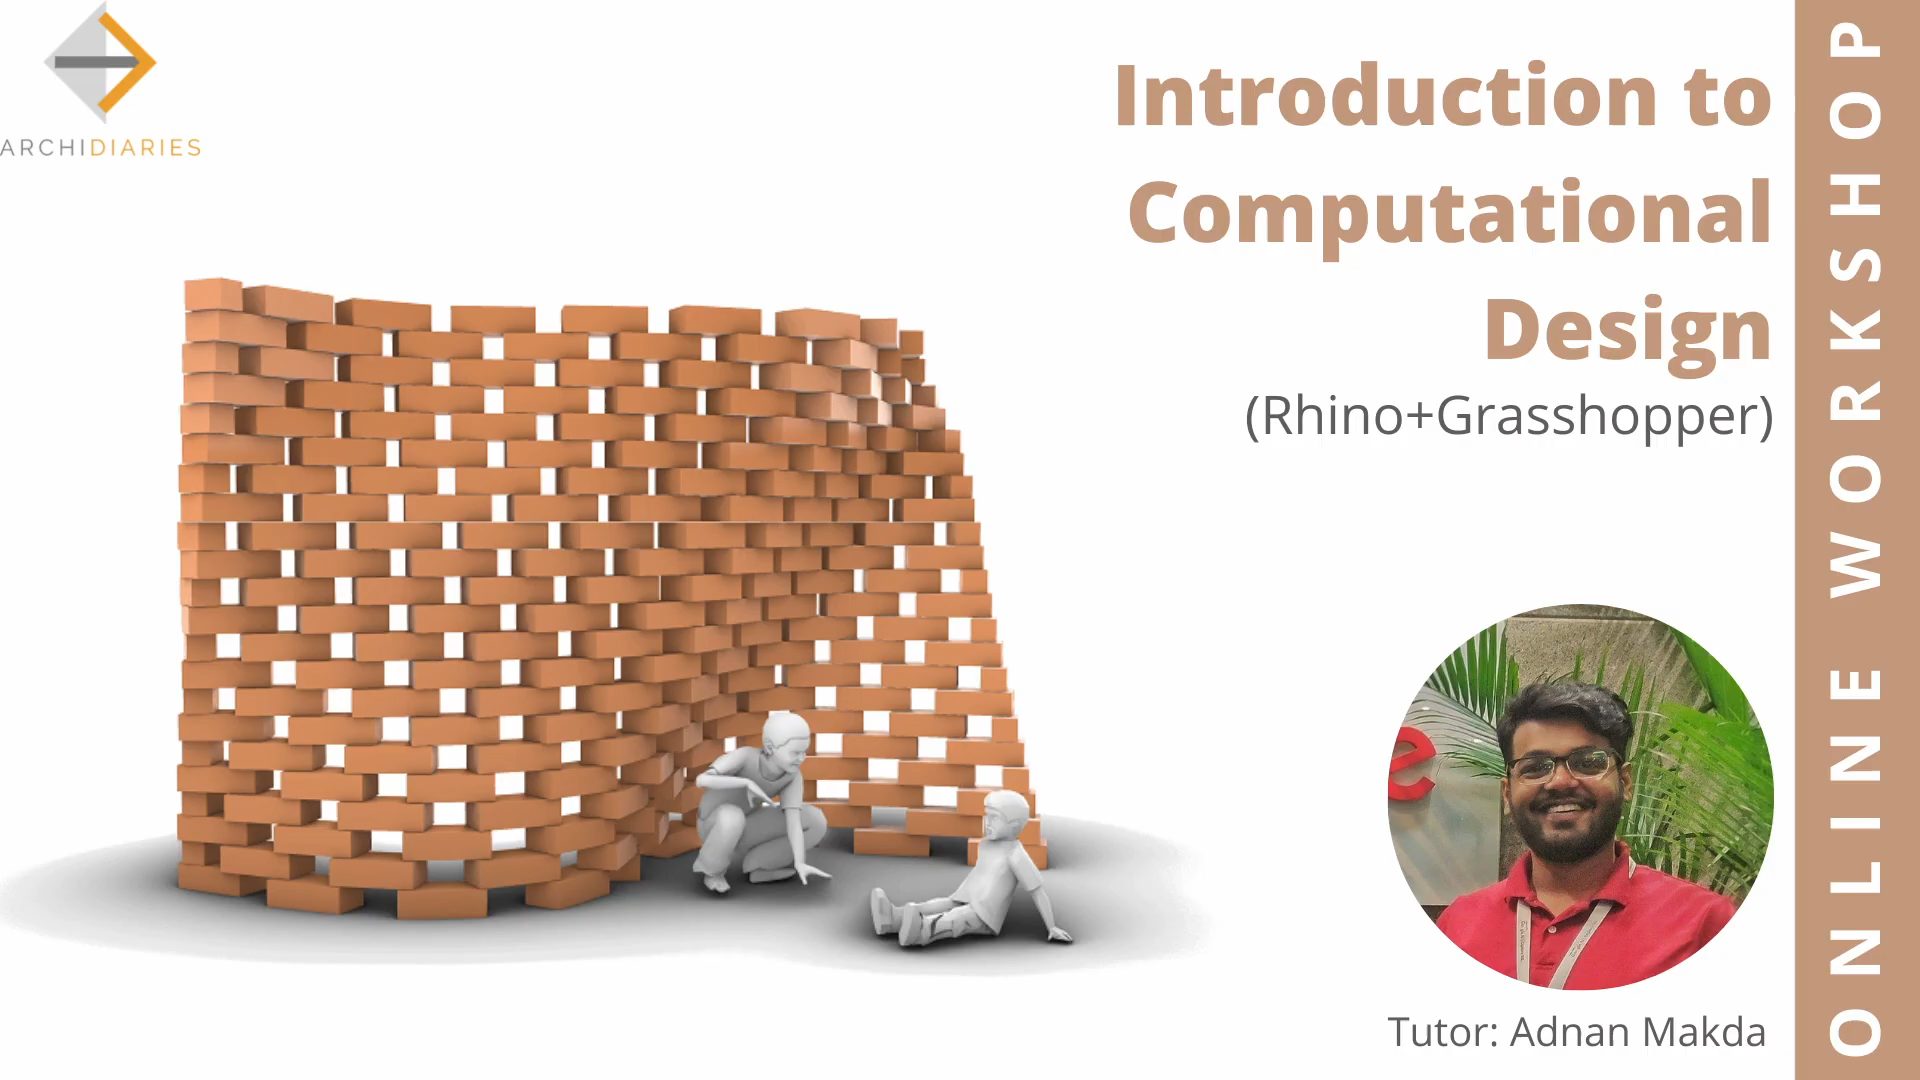 ARCHIDIARIES
Introduction to
Computational
Design
(Rhino+Grasshopper)
e
Tutor: Adnan Makda
ONLINE WORKSHOP